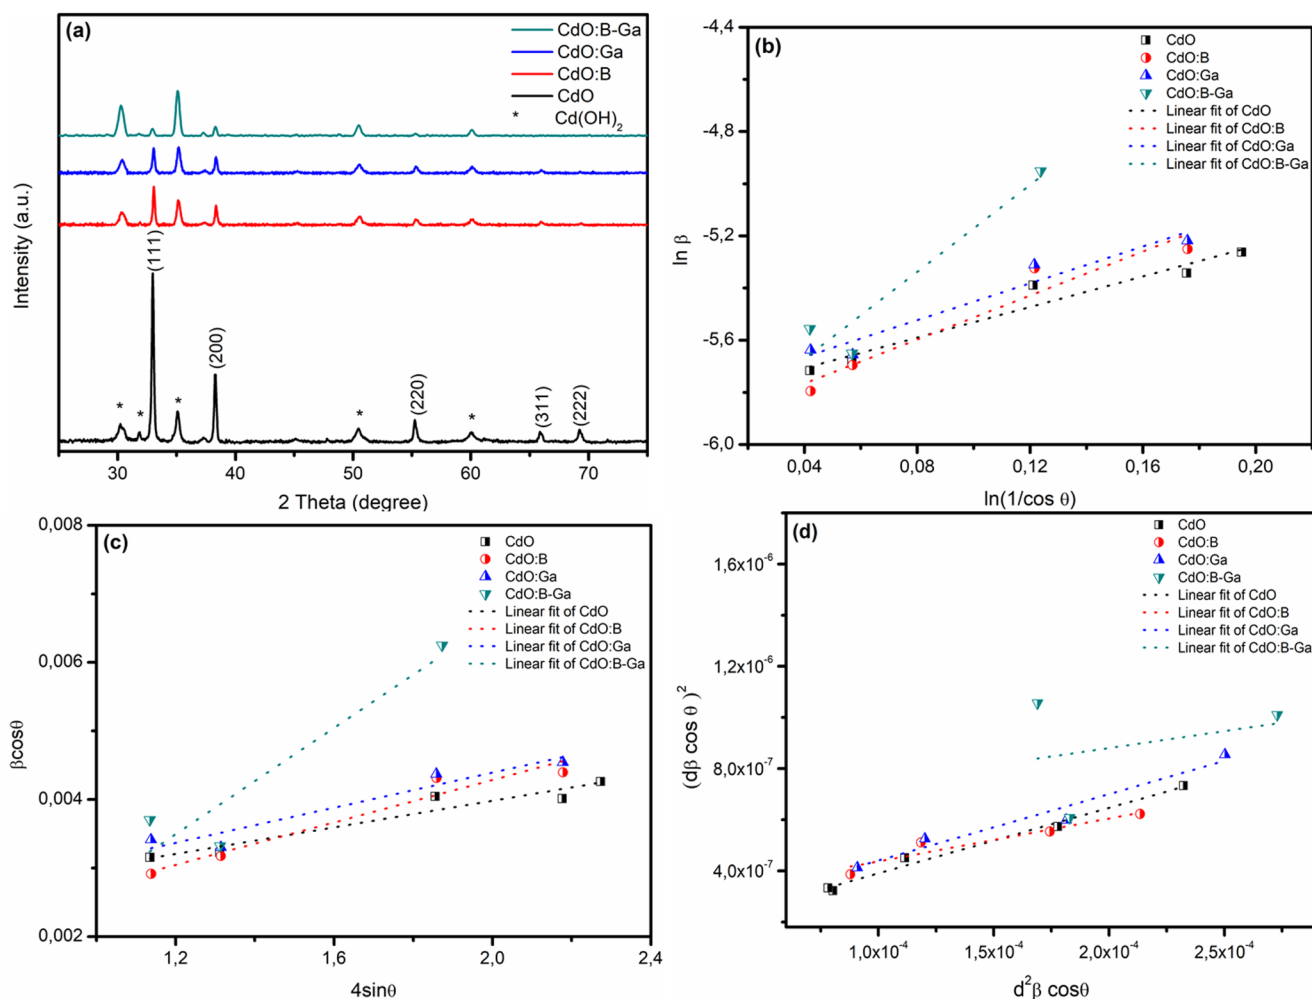 (a)
CdO:B-Ga
CdO:Ga
CdO:B
CdO
* Cd(OH)2
Intensity (a.u.)
(111)
(200)
(220)
(311)
(222)
* * * * *
30 40 50 60 70
2 Theta (degree)
(b)
CdO
CdO:B
CdO:Ga
CdO:B-Ga
Linear fit of CdO
Linear fit of CdO:B
Linear fit of CdO:Ga
Linear fit of CdO:B-Ga
-4,4
-4,8
-5,2
-5,6
-6,0
ln β
0,04 0,08 0,12 0,16 0,20
ln(1/cos θ)
(c)
CdO
CdO:B
CdO:Ga
CdO:B-Ga
Linear fit of CdO
Linear fit of CdO:B
Linear fit of CdO:Ga
Linear fit of CdO:B-Ga
0,008
0,006
0,004
0,002
βcosθ
1,2 1,6 2,0 2,4
4sinθ
(d)
CdO
CdO:B
CdO:Ga
CdO:B-Ga
Linear fit of CdO
Linear fit of CdO:B
Linear fit of CdO:Ga
Linear fit of CdO:B-Ga
1,6x10-6
1,2x10-6
8,0x10-7
4,0x10-7
(dβ cos θ )2
1,0x10-4 1,5x10-4 2,0x10-4 2,5x10-4
d2β cosθ